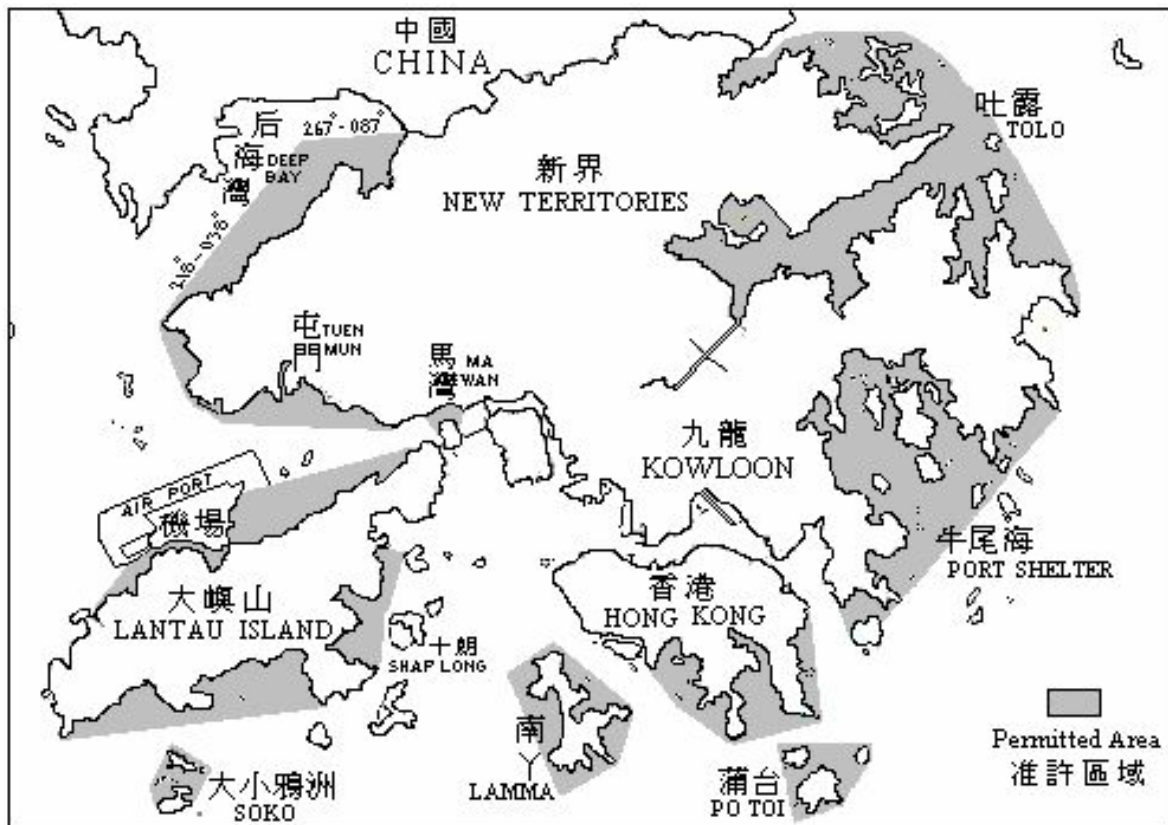 中國
CHINA
后海灣
DEEP
BAY
267°-087°
218°-038°
吐露
TOLO
新界
NEW TERRITORIES
屯門
TUEN
MUN
馬灣
MA
WAN
九龍
KOWLOON
AIR PORT
機場
牛尾海
PORT SHELTER
大嶼山
LANTAU ISLAND
香港
HONG KONG
十朗
SHAP LONG
南丫
LAMMA
蒲台
PO TOI
大小鴉洲
SOKO
Permitted Area
准許區域